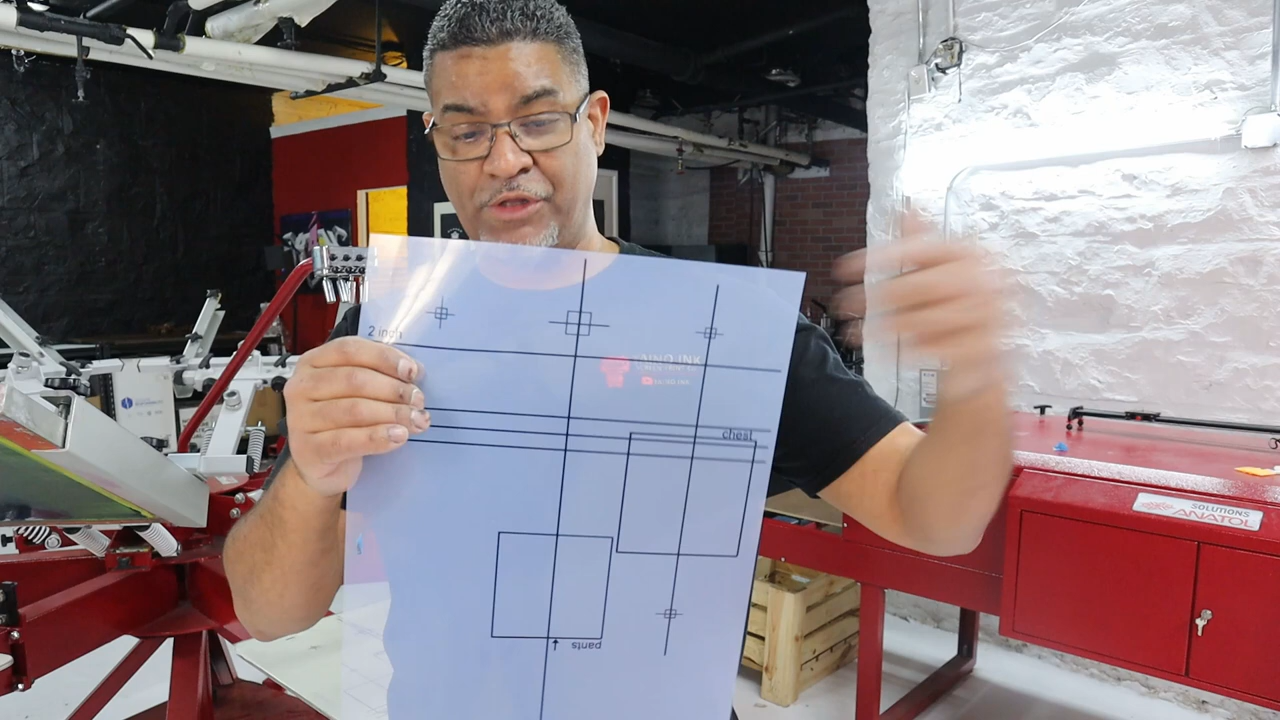 2 inch
TAINO INK
chest
SOLUTIONS
ANATOL
pants